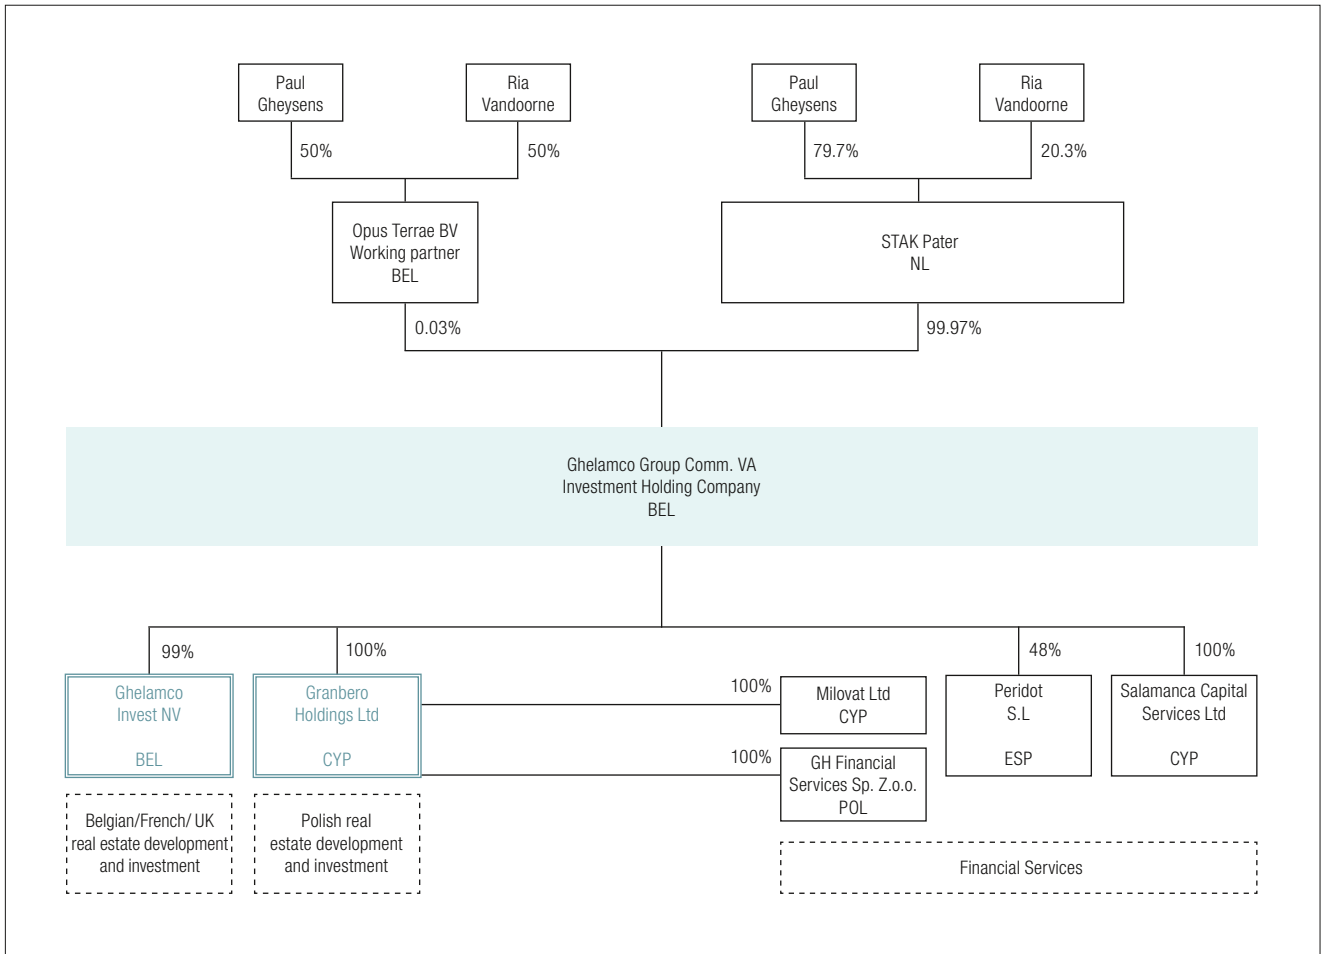 Paul
Gheysens
Ria
Vandoorne
Paul
Gheysens
Ria
Vandoorne
50%
50%
79.7%
20.3%
Opus Terrae BV
Working partner
BEL
STAK Pater
NL
0.03%
99.97%
Ghelamco Group Comm. VA
Investment Holding Company
BEL
99%
100%
48%
100%
Ghelamco
Invest NV
BEL
Granbero
Holdings Ltd
CYP
100%
Milovat Ltd
CYP
100%
GH Financial
Services Sp. Z.o.o.
POL
Peridot
S.L
ESP
Salamanca Capital
Services Ltd
CYP
Belgian/French/ UK
real estate development
and investment
Polish real
estate development
and investment
Financial Services